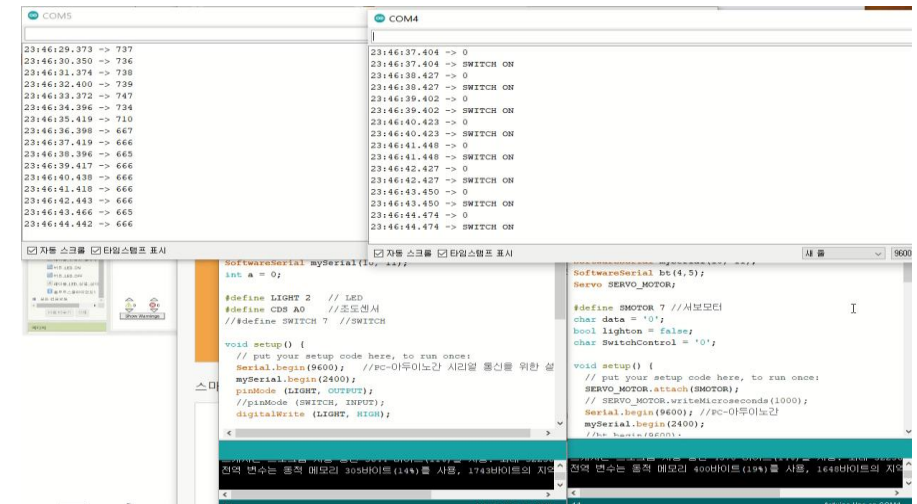 COM5
23:46:29.373 -> 737
23:46:30.350 -> 736
23:46:31.374 -> 738
23:46:32.400 -> 739
23:46:33.372 -> 747
23:46:34.396 -> 734
23:46:35.419 -> 710
23:46:36.398 -> 667
23:46:37.419 -> 666
23:46:38.396 -> 665
23:46:39.417 -> 666
23:46:40.438 -> 666
23:46:41.418 -> 666
23:46:42.443 -> 666
23:46:43.466 -> 665
23:46:44.442 -> 666
자동 스크롤 타임스탬프 표시
COM4
23:46:37.404 -> 0
23:46:37.404 -> SWITCH ON
23:46:38.427 -> 0
23:46:38.427 -> SWITCH ON
23:46:39.402 -> 0
23:46:39.402 -> SWITCH ON
23:46:40.423 -> 0
23:46:40.423 -> SWITCH ON
23:46:41.448 -> 0
23:46:41.448 -> SWITCH ON
23:46:42.427 -> 0
23:46:42.427 -> SWITCH ON
23:46:43.450 -> 0
23:46:43.450 -> SWITCH ON
23:46:44.474 -> 0
23:46:44.474 -> SWITCH ON
자동 스크롤 타임스탬프 표시
새 줄
9600
Show Warnings
스마
SoftwareSerial mySerial(10, 11);
int a = 0;
#define LIGHT 2 // LED
#define CDS A0 //조도센서
//#define SWITCH 7 //SWITCH
void setup() {
// put your setup code here, to run once:
Serial.begin(9600); //PC-아두이노간 시리얼 통신을 위한 설
mySerial.begin(2400);
pinMode (LIGHT, OUTPUT);
//pinMode (SWITCH, INPUT);
digitalWrite (LIGHT, HIGH);
전역 변수는 동적 메모리 305바이트(14%)를 사용, 1743바이트의 지역
SoftwareSerial bt(4,5);
Servo SERVO_MOTOR;
#define SMOTOR 7 //서보모터
char data = '0';
bool lighton = false;
char SwitchControl = '0';
void setup() {
// put your setup code here, to run once:
SERVO_MOTOR.attach(SMOTOR);
// SERVO_MOTOR.writeMicroseconds(1000);
Serial.begin(9600); //PC-아두이노간
mySerial.begin(2400);
//bt.begin(9600);
전역 변수는 동적 메모리 400바이트(19%)를 사용, 1648바이트의 지역